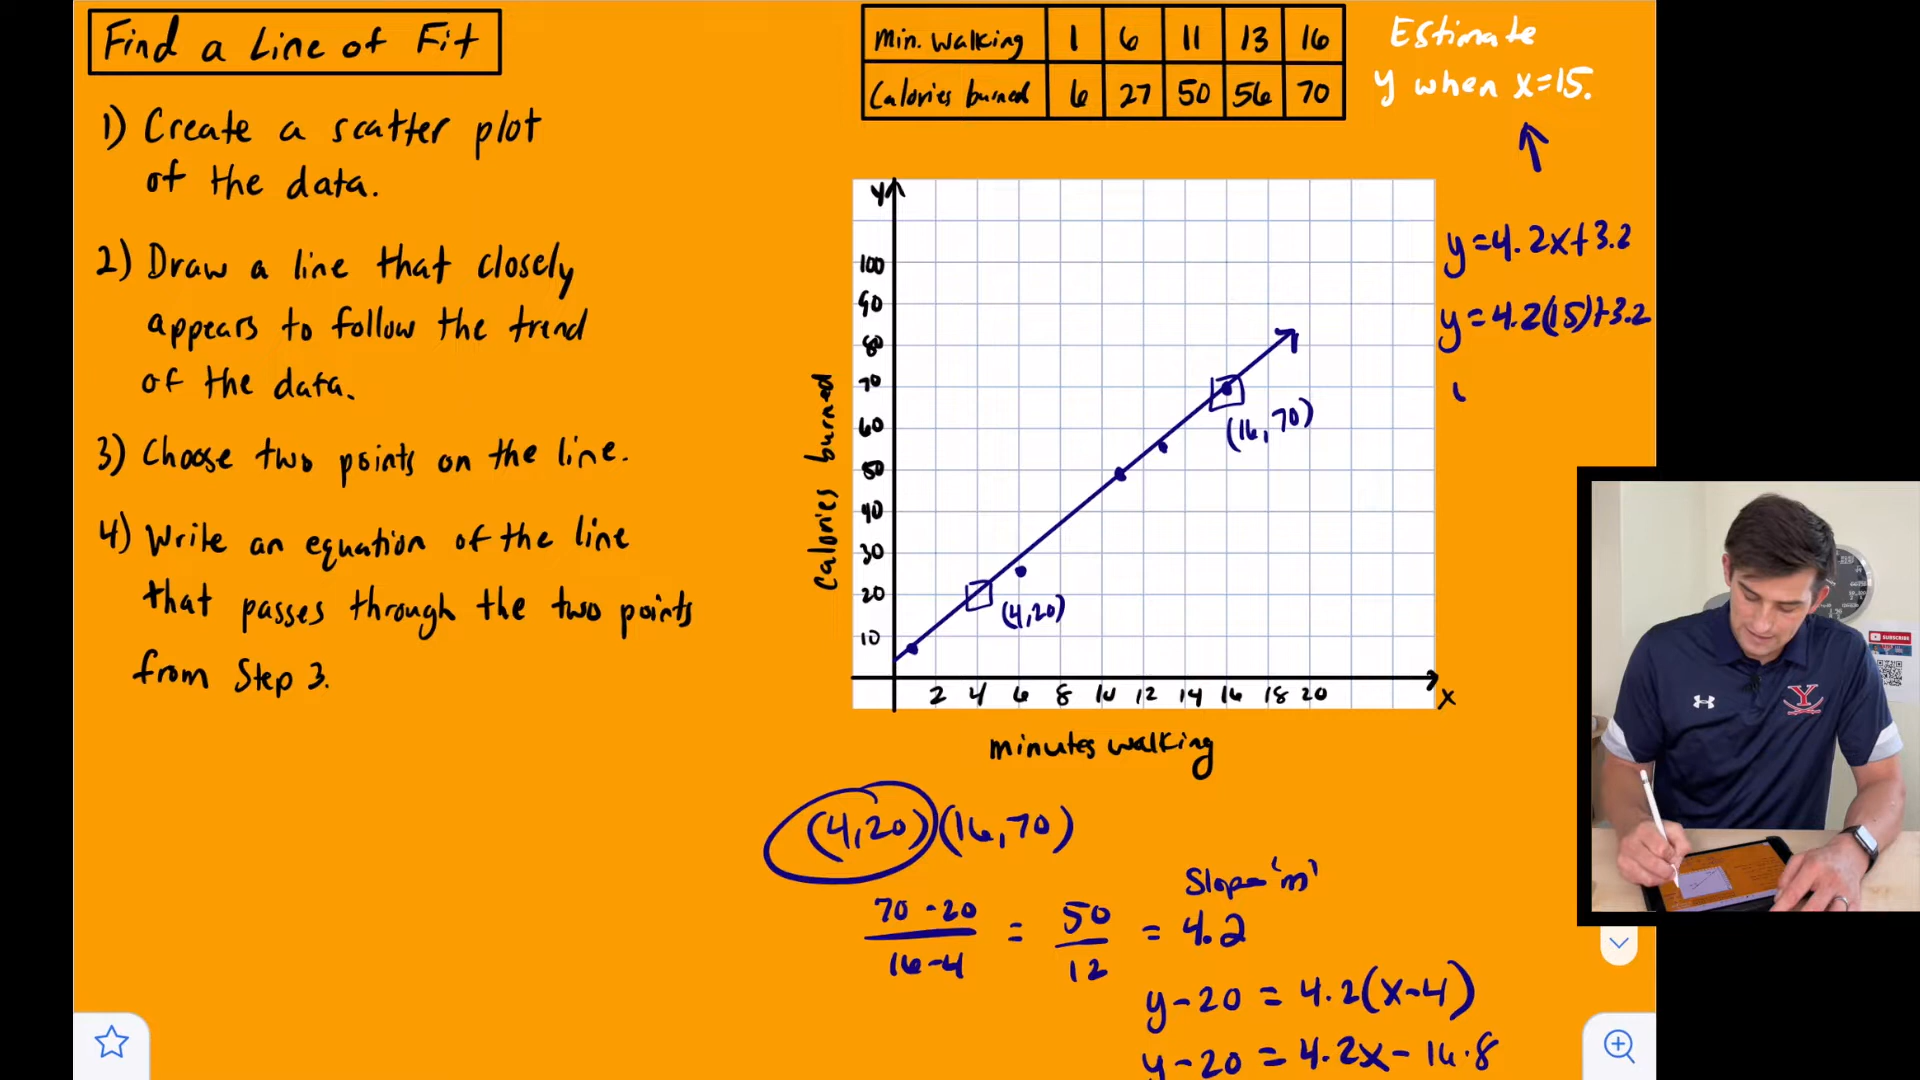 Find a Line of Fit
1) Create a scatter plot
of the data.
2) Draw a line that closely
appears to follow the trend
of the data.
3) Choose two points on the line.
4) Write an equation of the line
that passes through the two points
from Step 3.
Min. Walking 1 6 11 13 16
Calories burned 6 27 50 56 70
Estimate
y when x=15.
y=4.2x+3.2
y=4.2(15)+3.2
y
100
90
80
70
60
50
40
30
20
10
Calories burned
(16,70)
(4,20)
2 4 6 8 10 12 14 16 18 20
x
minutes walking
(4,20) (16,70)
Slope 'm'
70-20 / 16-4 = 50 / 12 = 4.2
y-20 = 4.2(x-4)
y-20 = 4.2x-16.8
SUBSCRIBE
Y